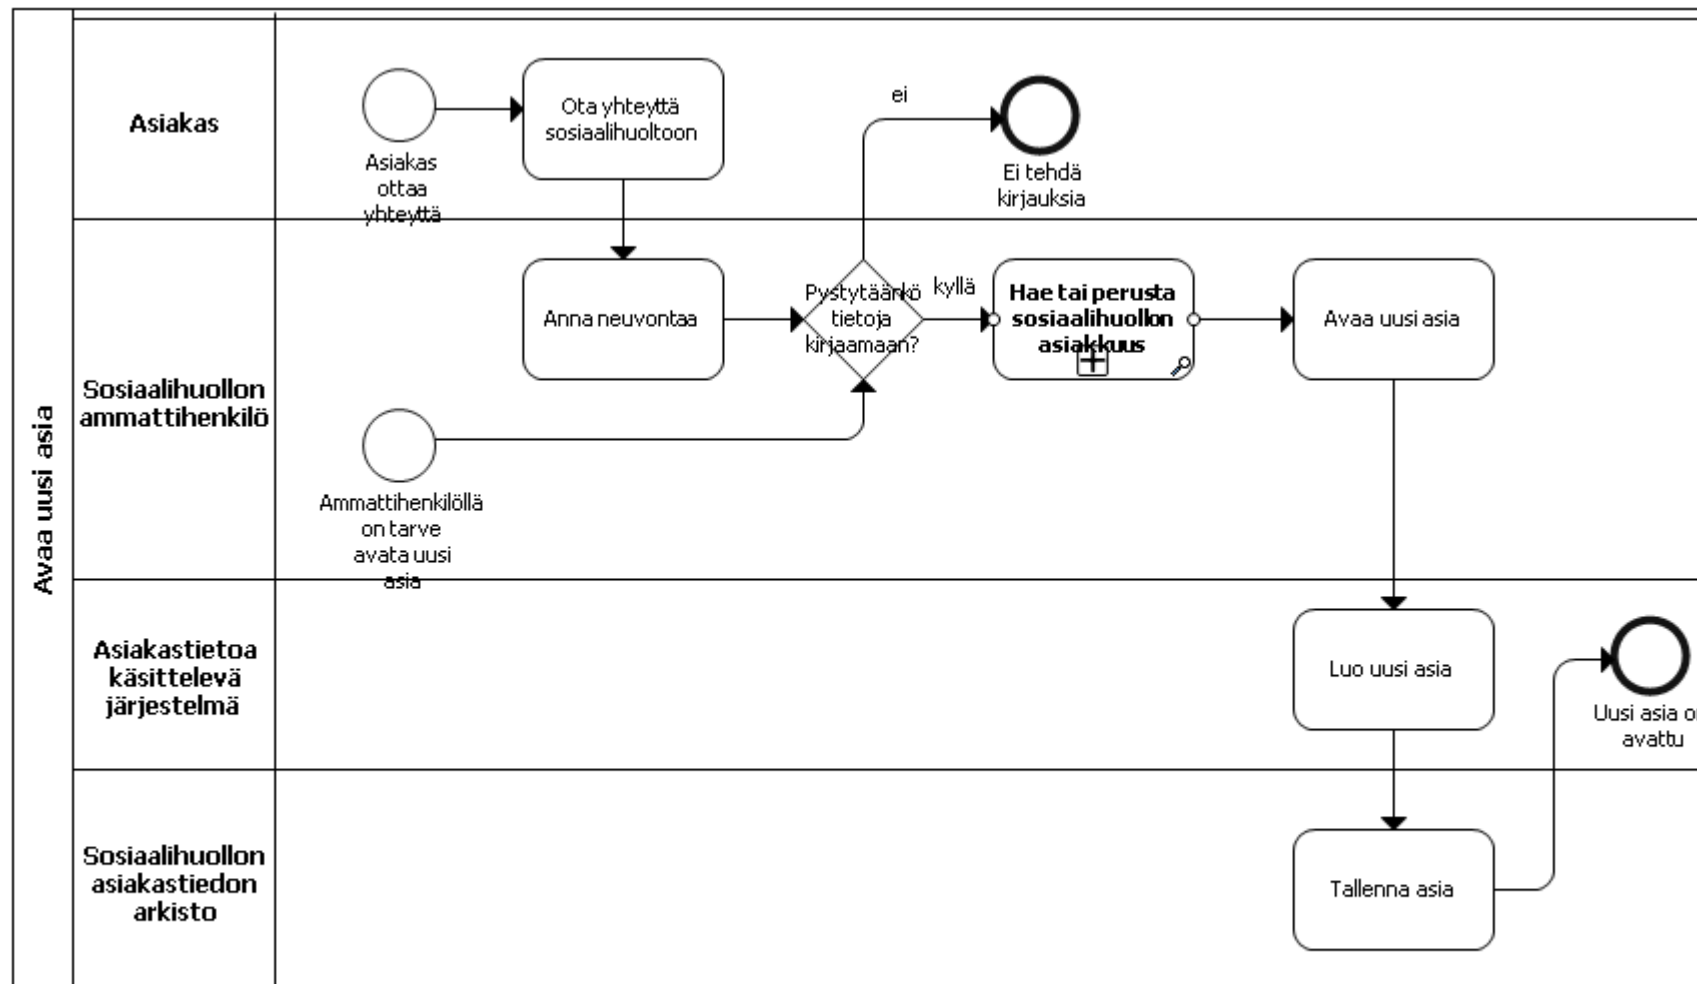 Avaa uusi asia
Asiakas
Asiakas
ottaa
yhteyttä
Ota yhteyttä
sosiaalihuoltoon
ei
Ei tehdä
kirjauksia
Sosiaalihuollon
ammattihenkilö
Anna neuvontaa
Pystytäänkö
tietoja
kirjaamaan?
kyllä
Hae tai perusta
sosiaalihuollon
asiakkuus
Avaa uusi asia
Ammattihenkilöllä
on tarve
avata uusi
asia
Asiakastietoa
käsittelevä
järjestelmä
Luo uusi asia
Uusi asia
avattu
Sosiaalihuollon
asiakastiedon
arkisto
Tallenna asia